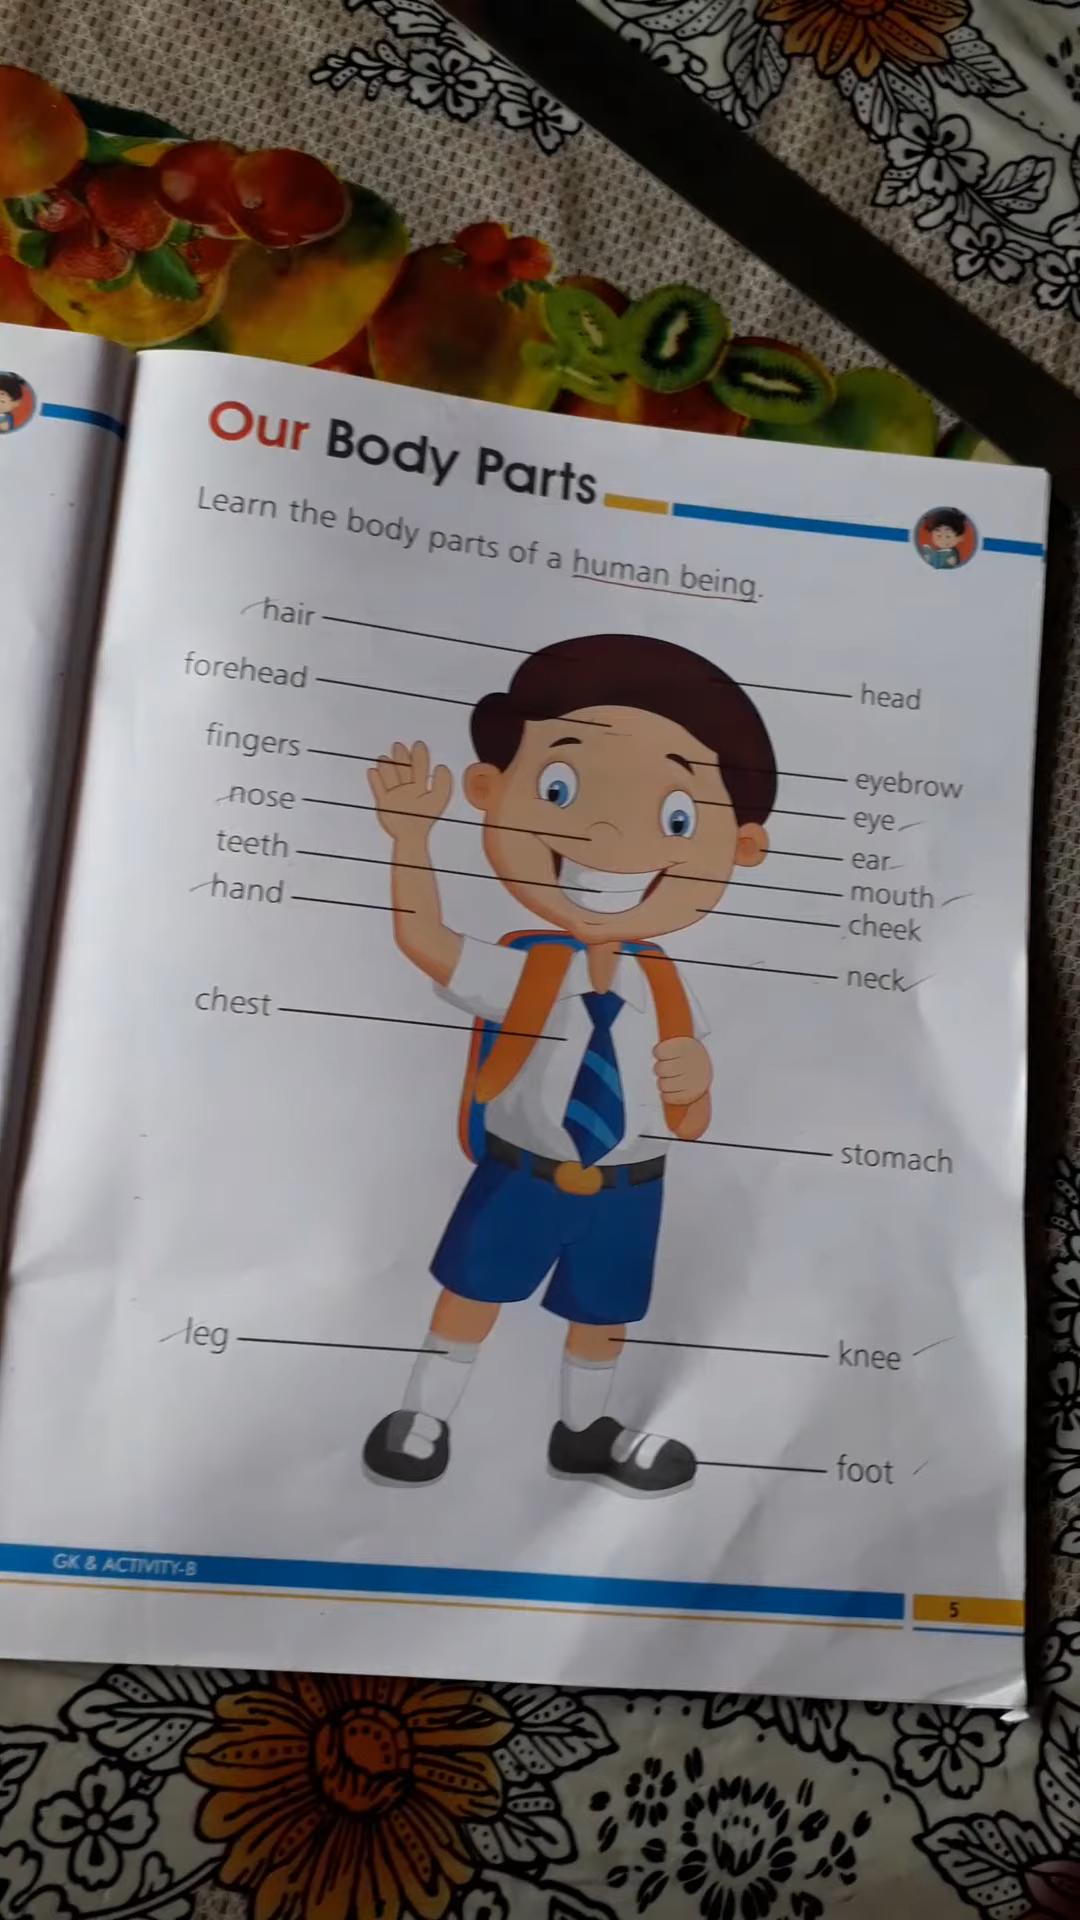 Our Body Parts
Learn the body parts of a human being.
hair
forehead
fingers
nose
teeth
hand
chest
leg
head
eyebrow
eye
ear
mouth
cheek
neck
stomach
knee
foot
GK & ACTIVITY-B
5